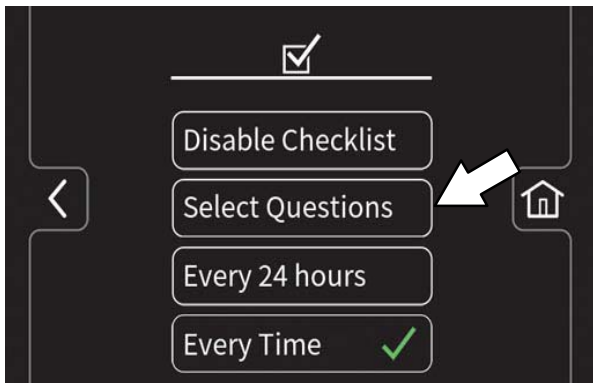 Disable Checklist
Select Questions
Every 24 hours
Every Time